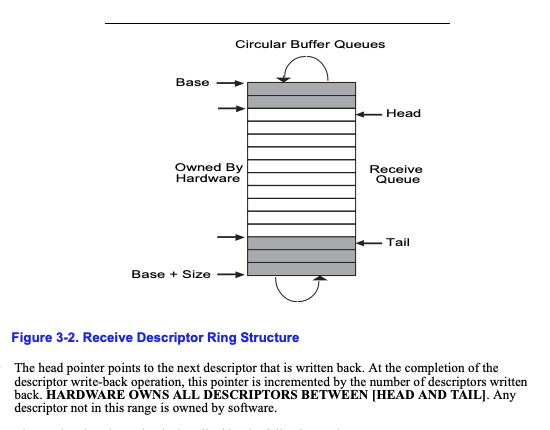 Circular Buffer Queues
Base
Head
Owned By
Hardware
Receive
Queue
Tail
Base + Size
Figure 3-2. Receive Descriptor Ring Structure
The head pointer points to the next descriptor that is written back. At the completion of the
descriptor write-back operation, this pointer is incremented by the number of descriptors written
back. HARDWARE OWNS ALL DESCRIPTORS BETWEEN [HEAD AND TAIL]. Any
descriptor not in this range is owned by software.